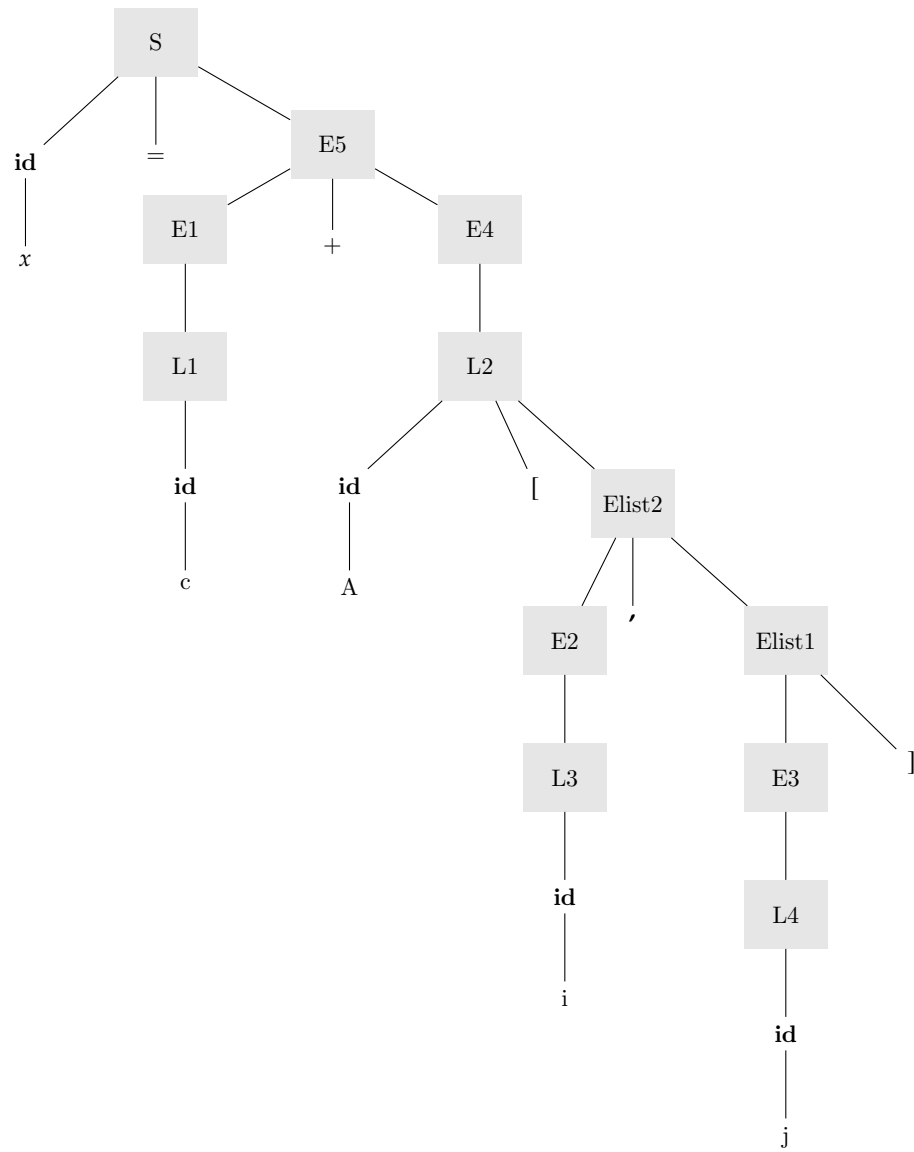 S
E5
id
=
E1
E4
x
+
L1
L2
id
id
[
Elist2
c
A
E2
,
Elist1
L3
E3
]
id
L4
i
id
j